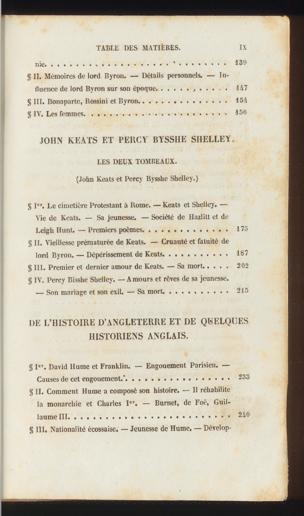 TABLE DES MATIÈRES. IX
nie. . . . . . . . . . . . . . . . . . . . . 139
§ II. Mémoires de lord Byron. — Détails personnels. — In-
fluence de lord Byron sur son époque. . . . . . . . 147
§ III. Bonaparte, Rossini et Byron. . . . . . . . . . . 154
§ IV. Les femmes. . . . . . . . . . . . . . . . . . 156
JOHN KEATS ET PERCY BYSSHE SHELLEY.
LES DEUX TOMBEAUX.
(John Keats et Percy Bysshe Shelley.)
§ Ier. Le cimetière Protestant à Rome. — Keats et Shelley. —
Vie de Keats. — Sa jeunesse. — Société de Hazlitt et de
Leigh Hunt. — Premiers poèmes. . . . . . . . . . . 175
§ II. Vieillesse prématurée de Keats. — Cruauté et fatuité de
lord Byron. — Dépérissement de Keats. . . . . . . . 187
§ III. Premier et dernier amour de Keats. — Sa mort. . . . . 202
§ IV. Percy Bisshe Shelley. — Amours et rêves de sa jeunesse.
— Son mariage et son exil. — Sa mort. . . . . . . . 215
DE L'HISTOIRE D'ANGLETERRE ET DE QUELQUES
HISTORIENS ANGLAIS.
§ Ier. David Hume et Franklin. — Engouement Parisien. —
Causes de cet engouement. . . . . . . . . . . . . 233
§ II. Comment Hume a composé son histoire. — Il réhabilite
la monarchie et Charles Ier. — Burnet, de Foë, Guil-
laume III. . . . . . . . . . . . . . . . . . . . 240
§ III. Nationalité écossaise. — Jeunesse de Hume. — Dévelop-